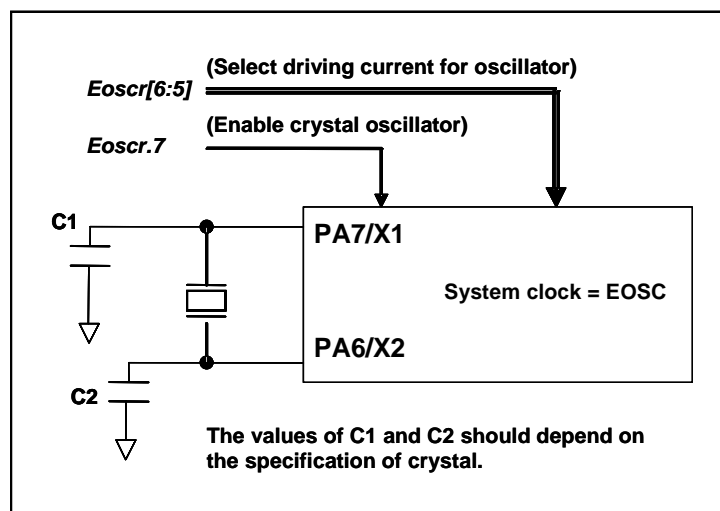 (Select driving current for oscillator)
Eoscr[6:5]
(Enable crystal oscillator)
Eoscr.7
C1
PA7/X1
System clock = EOSC
PA6/X2
C2
The values of C1 and C2 should depend on
the specification of crystal.